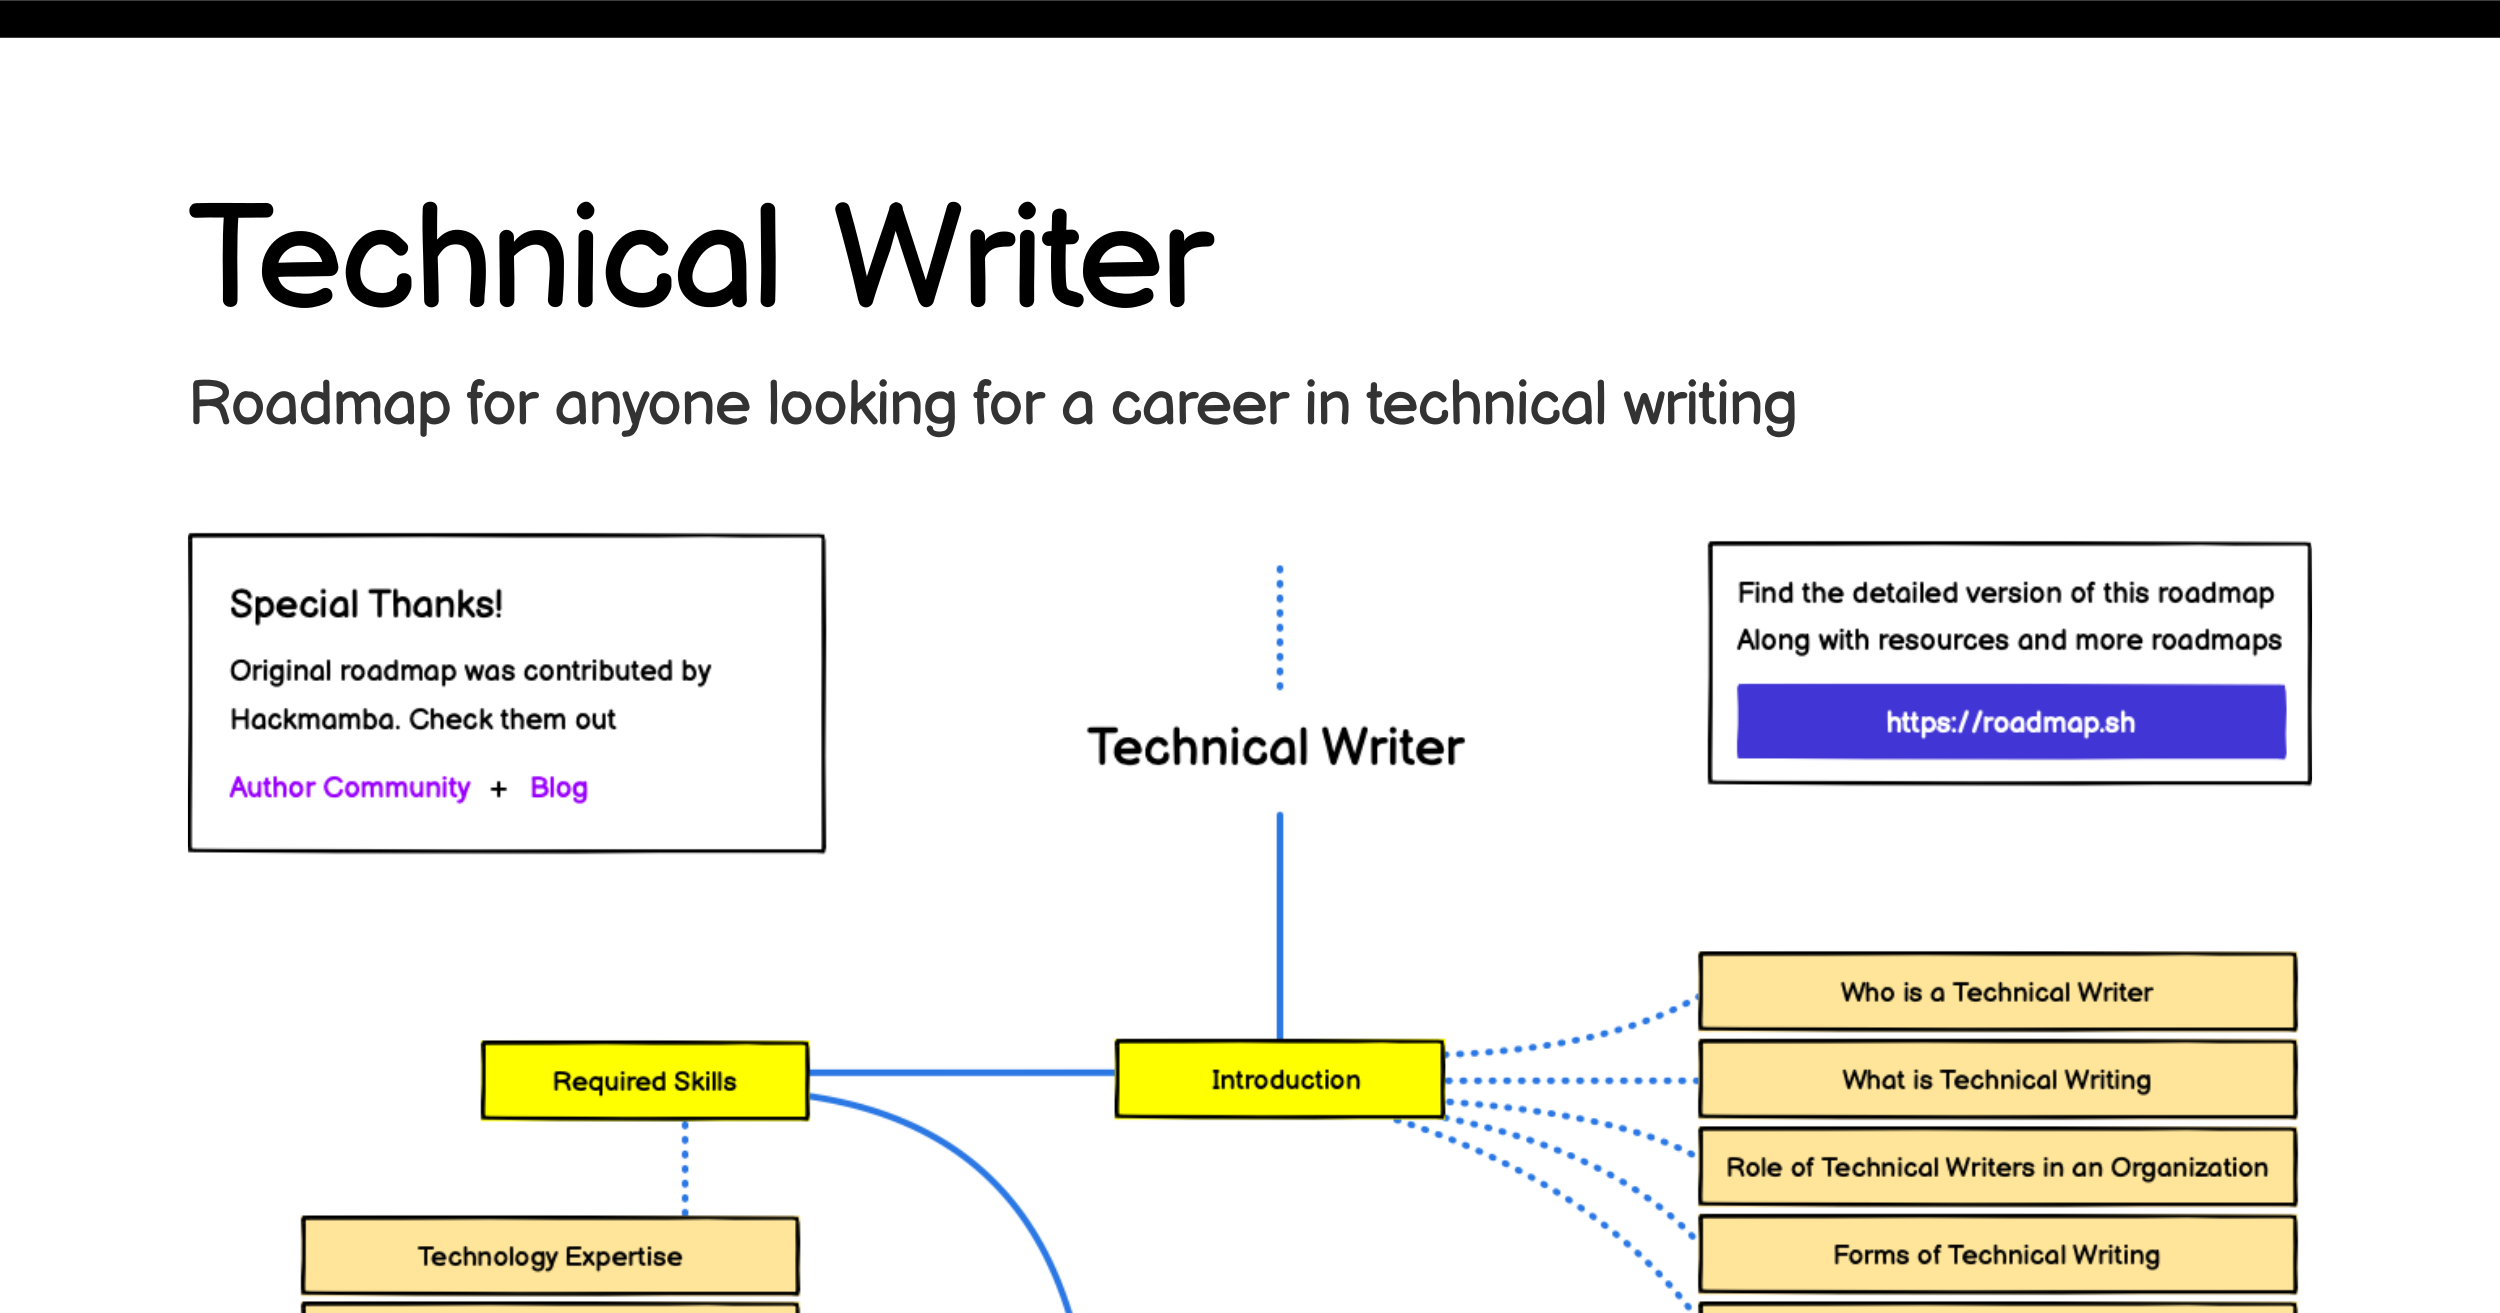 Technical Writer
Roadmap for anyone looking for a career in technical writing
Special Thanks!
Original roadmap was contributed by
Hackmamba. Check them out
Author Community + Blog
Find the detailed version of this roadmap
Along with resources and more roadmaps
https://roadmap.sh
Technical Writer
Required Skills
Introduction
Who is a Technical Writer
What is Technical Writing
Role of Technical Writers in an Organization
Forms of Technical Writing
Technology Expertise